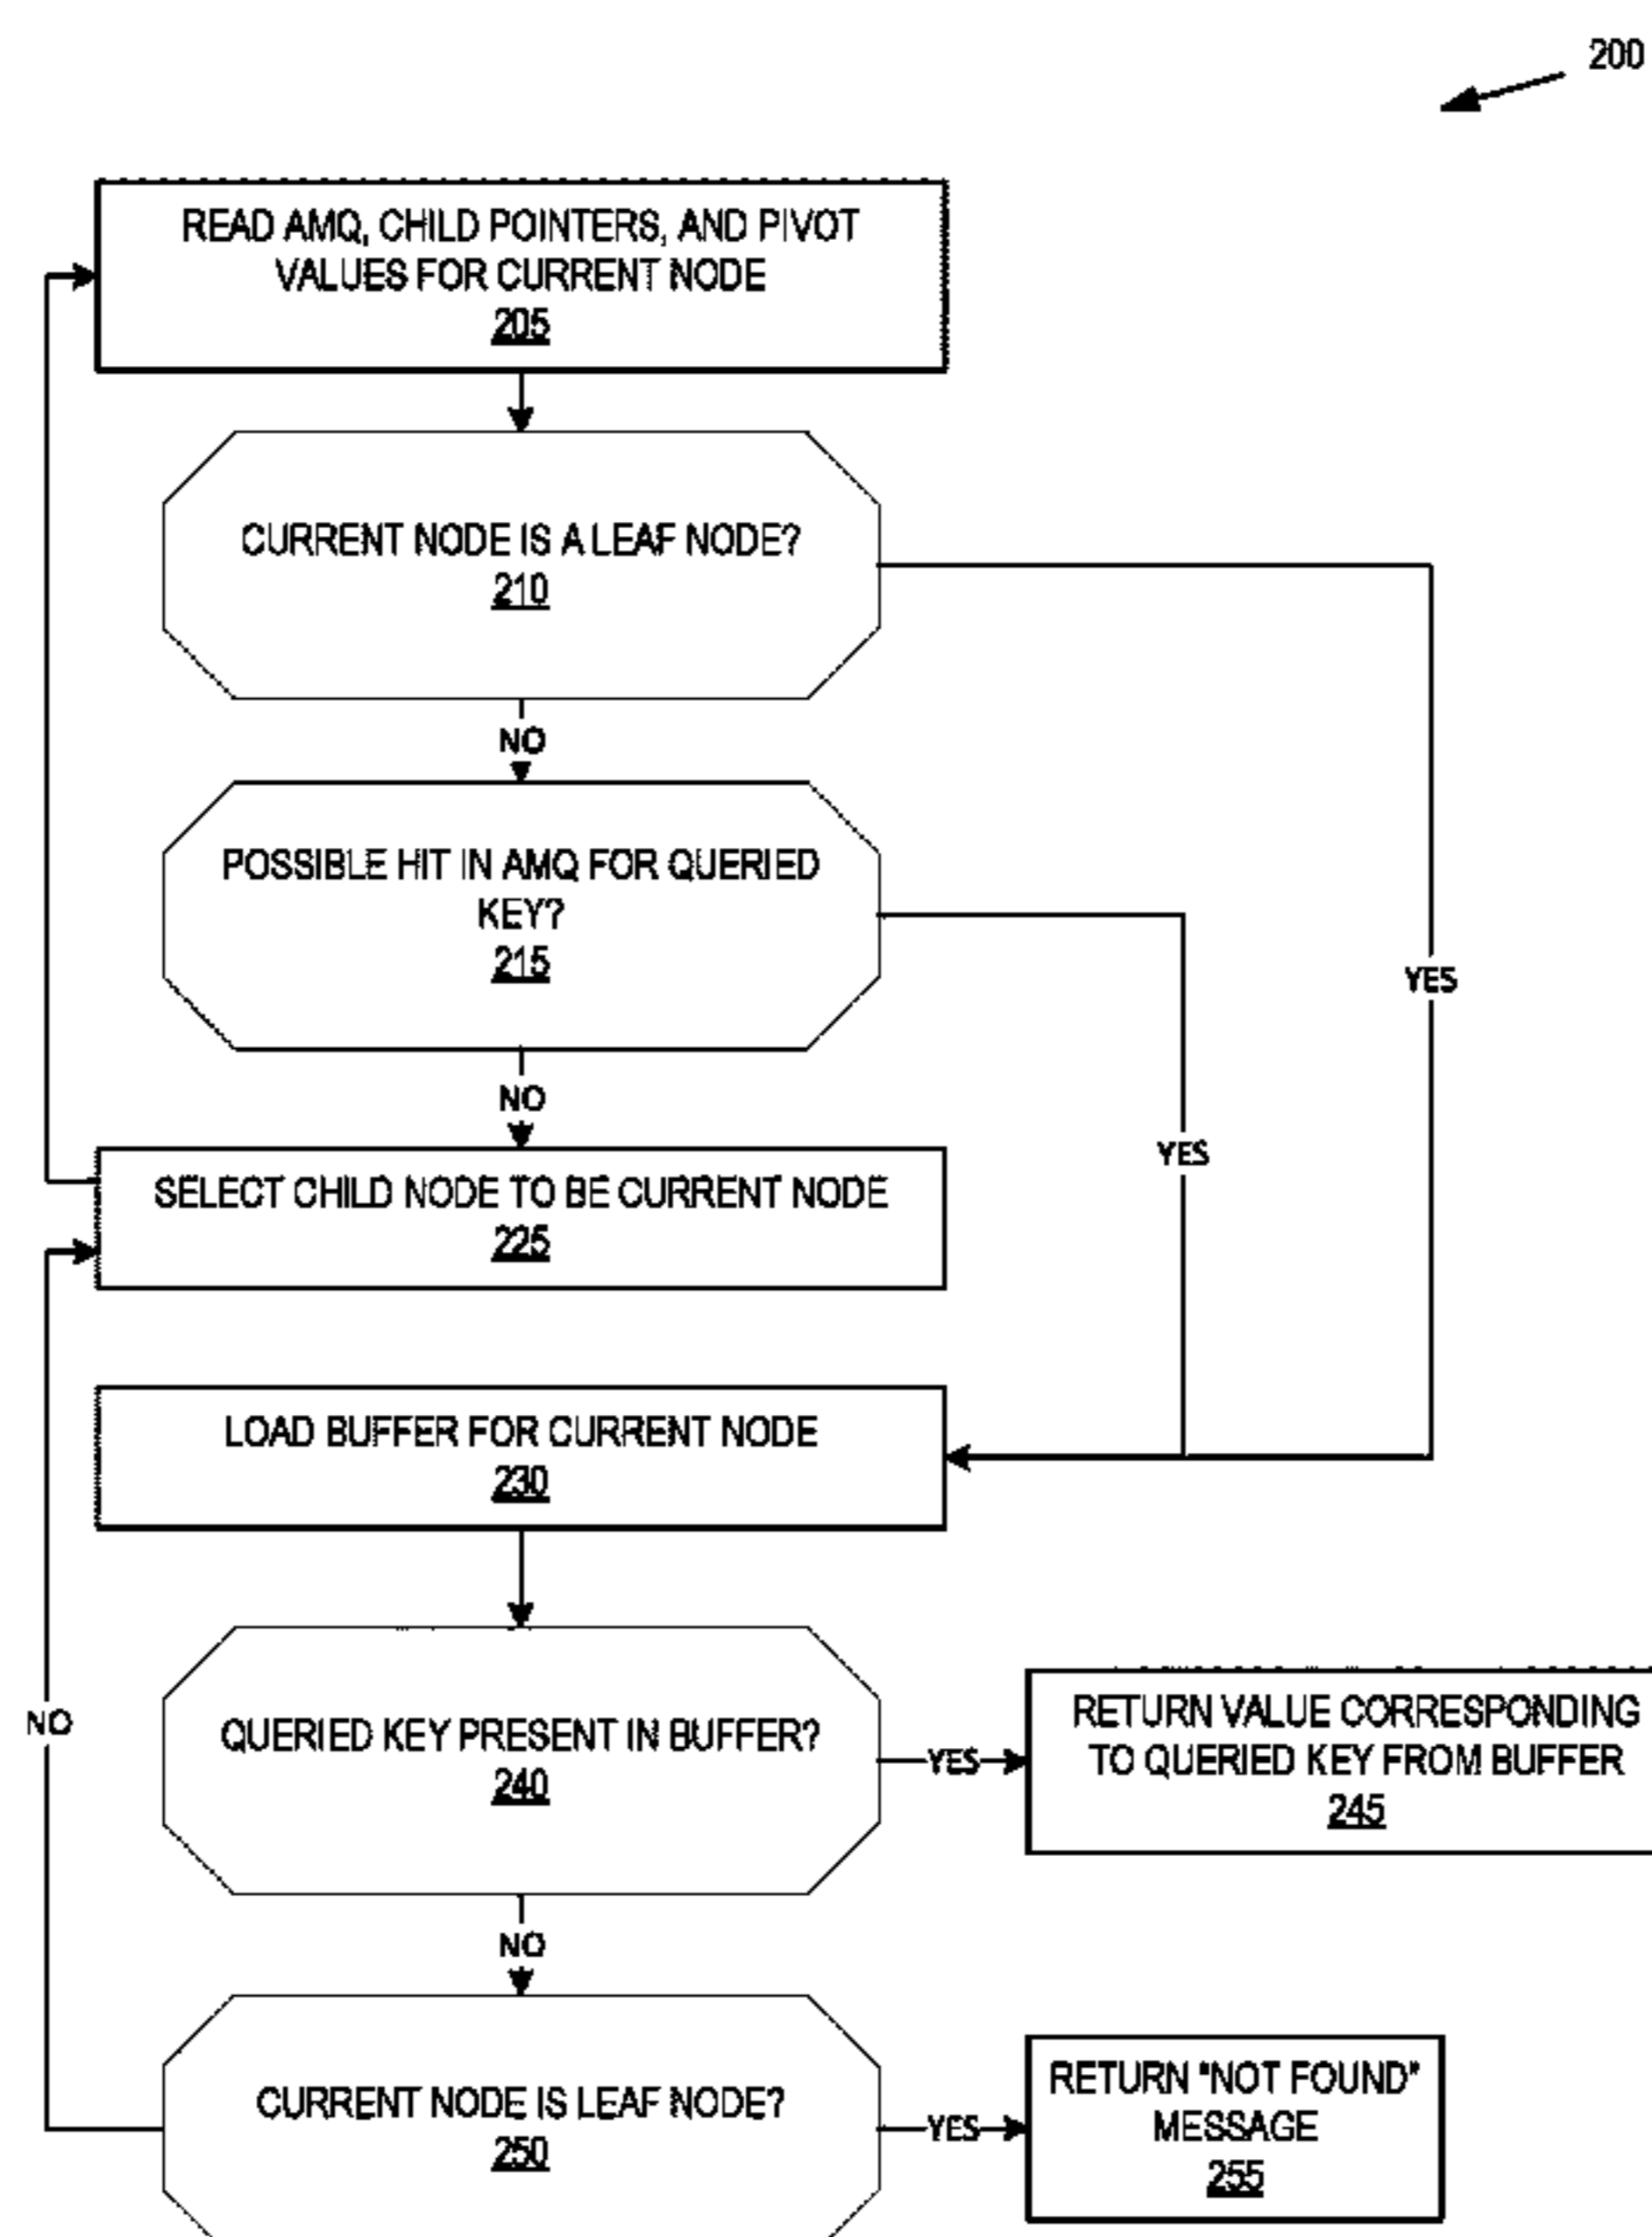 200
READ AMQ, CHILD POINTERS, AND PIVOT
VALUES FOR CURRENT NODE
205
CURRENT NODE IS A LEAF NODE?
210
NO
POSSIBLE HIT IN AMQ FOR QUERIED
KEY?
215
YES
NO
YES
SELECT CHILD NODE TO BE CURRENT NODE
225
LOAD BUFFER FOR CURRENT NODE
230
QUERIED KEY PRESENT IN BUFFER?
240
YES
RETURN VALUE CORRESPONDING
TO QUERIED KEY FROM BUFFER
245
NO
NO
CURRENT NODE IS LEAF NODE?
250
YES
RETURN "NOT FOUND"
MESSAGE
255